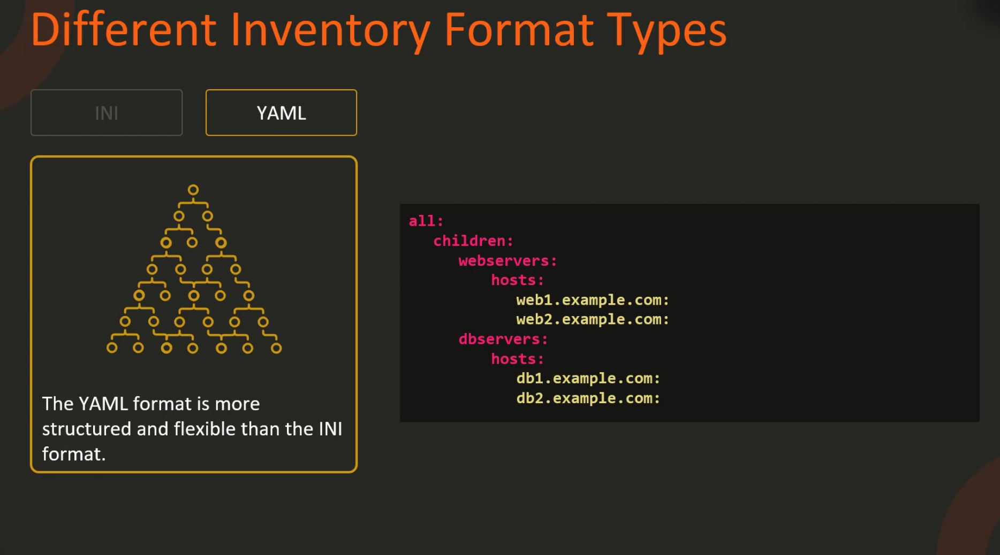 Different Inventory Format Types
INI
YAML
The YAML format is more
structured and flexible than the INI
format.
all:
children:
webservers:
hosts:
web1.example.com:
web2.example.com:
dbservers:
hosts:
db1.example.com:
db2.example.com: